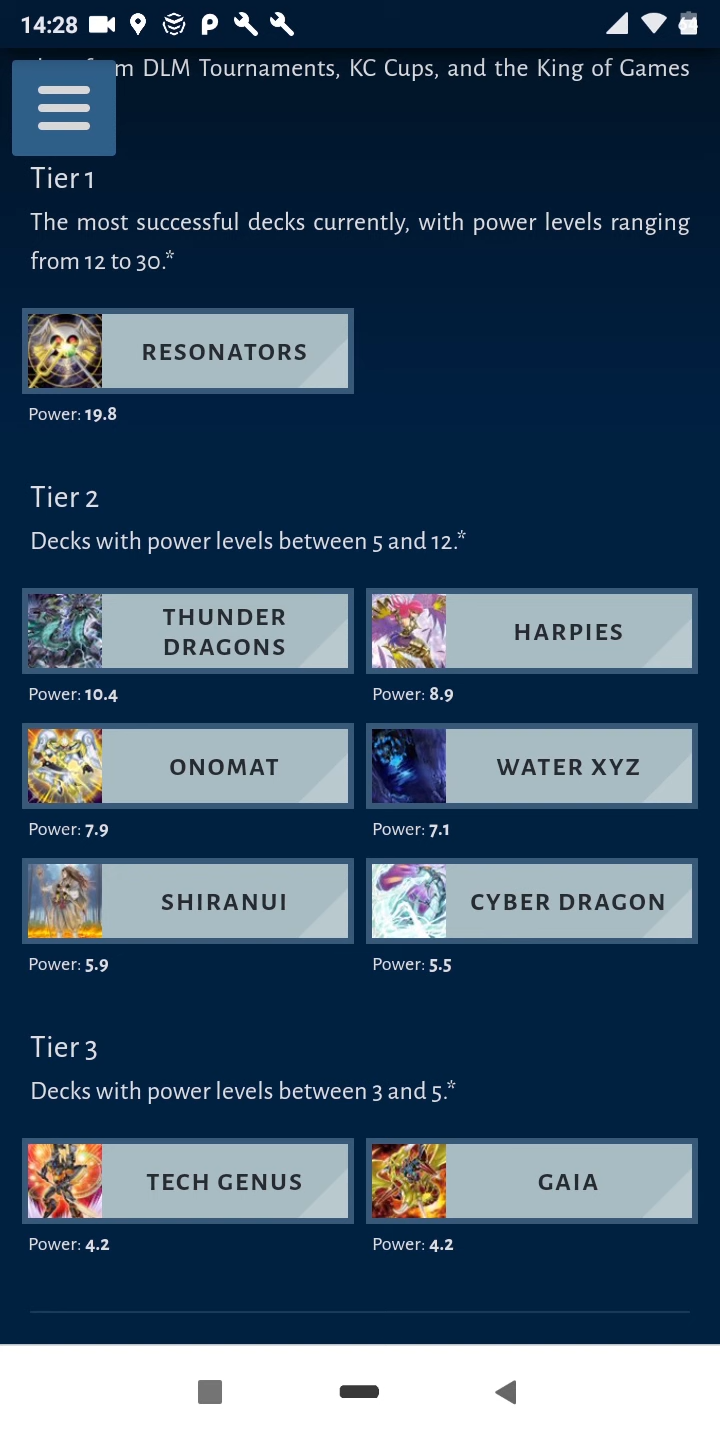 14:28
DLM Tournaments, KC Cups, and the King of Games
Tier 1
The most successful decks currently, with power levels ranging
from 12 to 30.*
RESONATORS
Power: 19.8
Tier 2
Decks with power levels between 5 and 12.*
THUNDER
DRAGONS
HARPIES
Power: 10.4
Power: 8.9
ONOMAT
WATER XYZ
Power: 7.9
Power: 7.1
SHIRANUI
CYBER DRAGON
Power: 5.9
Power: 5.5
Tier 3
Decks with power levels between 3 and 5.*
TECH GENUS
GAIA
Power: 4.2
Power: 4.2